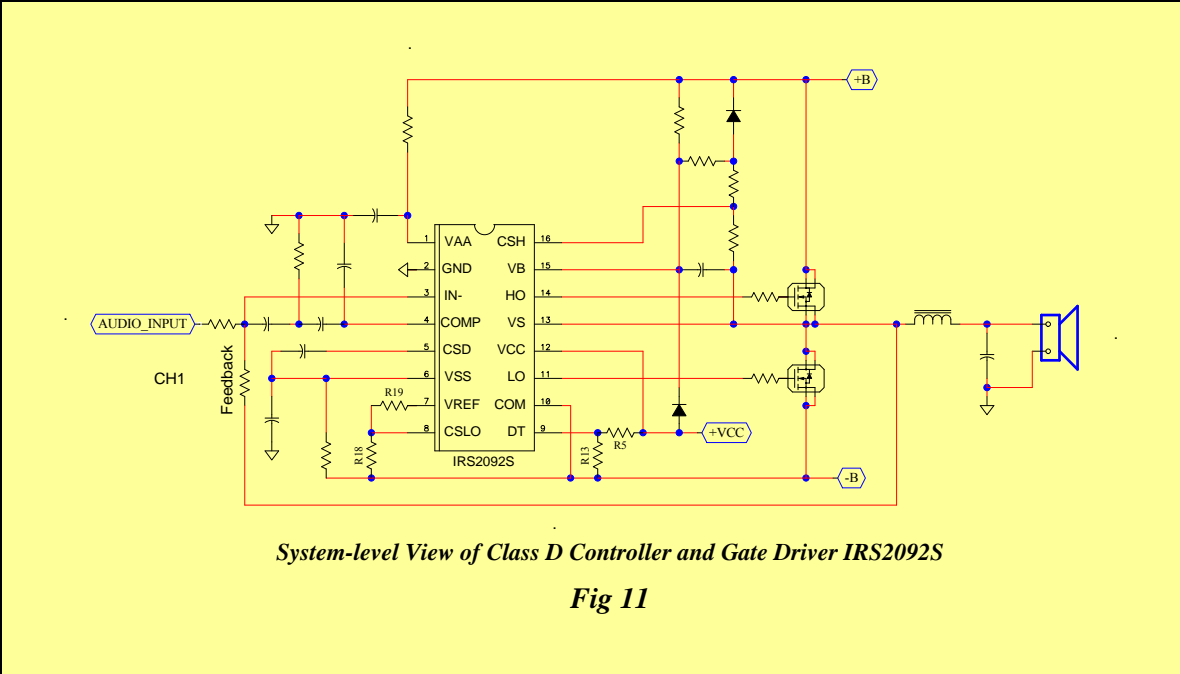 +B
1 VAA CSH 16
2 GND VB 15
3 IN- HO 14
AUDIO_INPUT
4 COMP VS 13
5 CSD VCC 12
CH1
Feedback
6 VSS LO 11
R19
7 VREF COM 10
8 CSLO DT 9
+VCC
R18
R13
R5
IRS2092S
-B
System-level View of Class D Controller and Gate Driver IRS2092S
Fig 11